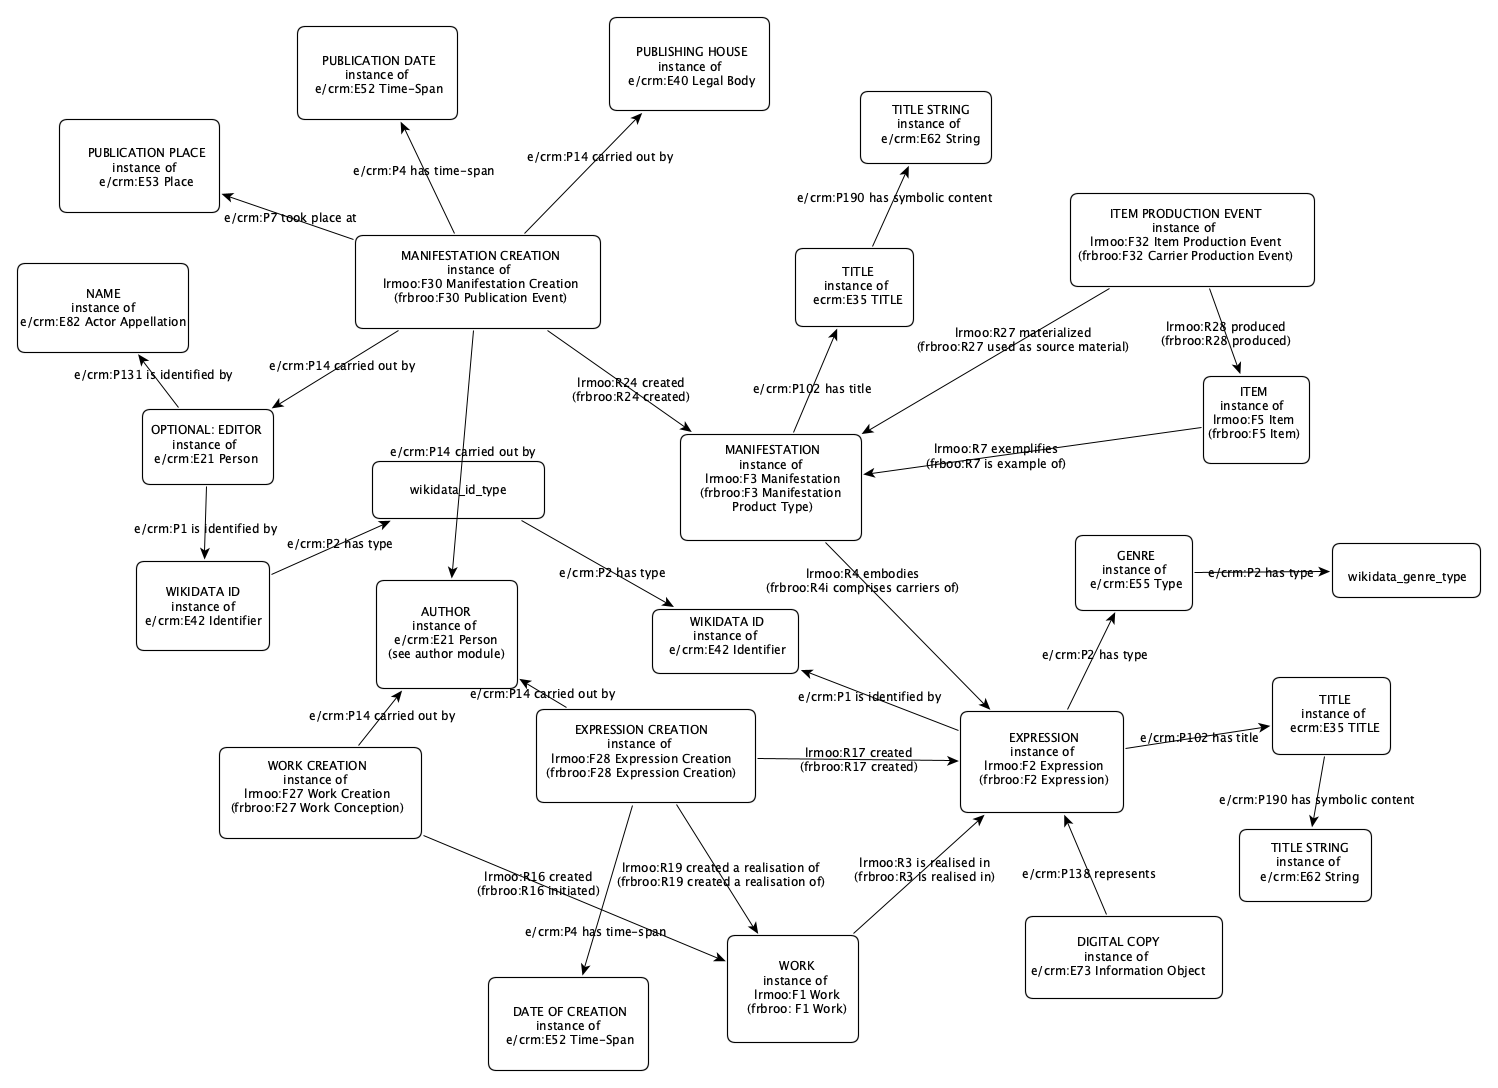 PUBLICATION DATE
instance of
e/crm:E52 Time-Span
PUBLISHING HOUSE
instance of
e/crm:E40 Legal Body
TITLE STRING
instance of
e/crm:E62 String
PUBLICATION PLACE
instance of
e/crm:E53 Place
e/crm:P4 has time-span
e/crm:P14 carried out by
e/crm:P190 has symbolic content
e/crm:P7 took place at
ITEM PRODUCTION EVENT
instance of
lrmoo:F32 Item Production Event
(frbroo:F32 Carrier Production Event)
MANIFESTATION CREATION
instance of
lrmoo:F30 Manifestation Creation
(frbroo:F30 Publication Event)
TITLE
instance of
ecrm:E35 TITLE
NAME
instance of
e/crm:E82 Actor Appellation
e/crm:P131 is identified by
e/crm:P14 carried out by
lrmoo:R24 created
(frbroo:R24 created)
e/crm:P102 has title
lrmoo:R27 materialized
(frbroo:R27 used as source material)
lrmoo:R28 produced
(frbroo:R28 produced)
OPTIONAL: EDITOR
instance of
e/crm:E21 Person
e/crm:P14 carried out by
MANIFESTATION
instance of
lrmoo:F3 Manifestation
(frbroo:F3 Manifestation
Product Type)
lrmoo:R7 exemplifies
(frboo:R7 is example of)
ITEM
instance of
lrmoo:F5 Item
(frbroo:F5 Item)
wikidata_id_type
e/crm:P1 is identified by
e/crm:P2 has type
e/crm:P2 has type
lrmoo:R4 embodies
(frbroo:R4i comprises carriers of)
GENRE
instance of
e/crm:E55 Type
e/crm:P2 has type
wikidata_genre_type
WIKIDATA ID
instance of
e/crm:E42 Identifier
AUTHOR
instance of
e/crm:E21 Person
(see author module)
WIKIDATA ID
instance of
e/crm:E42 Identifier
e/crm:P2 has type
e/crm:P14 carried out by
e/crm:P14 carried out by
e/crm:P1 is identified by
TITLE
instance of
ecrm:E35 TITLE
WORK CREATION
instance of
lrmoo:F27 Work Creation
(frbroo:F27 Work Conception)
EXPRESSION CREATION
instance of
lrmoo:F28 Expression Creation
(frbroo:F28 Expression Creation)
lrmoo:R17 created
(frbroo:R17 created)
EXPRESSION
instance of
lrmoo:F2 Expression
(frbroo:F2 Expression)
e/crm:P102 has title
e/crm:P190 has symbolic content
lrmoo:R16 created
(frbroo:R16 initiated)
lrmoo:R19 created a realisation of
(frbroo:R19 created a realisation of)
lrmoo:R3 is realised in
(frbroo:R3 is realised in)
e/crm:P138 represents
TITLE STRING
instance of
e/crm:E62 String
e/crm:P4 has time-span
DATE OF CREATION
instance of
e/crm:E52 Time-Span
WORK
instance of
lrmoo:F1 Work
(frbroo: F1 Work)
DIGITAL COPY
instance of
e/crm:E73 Information Object